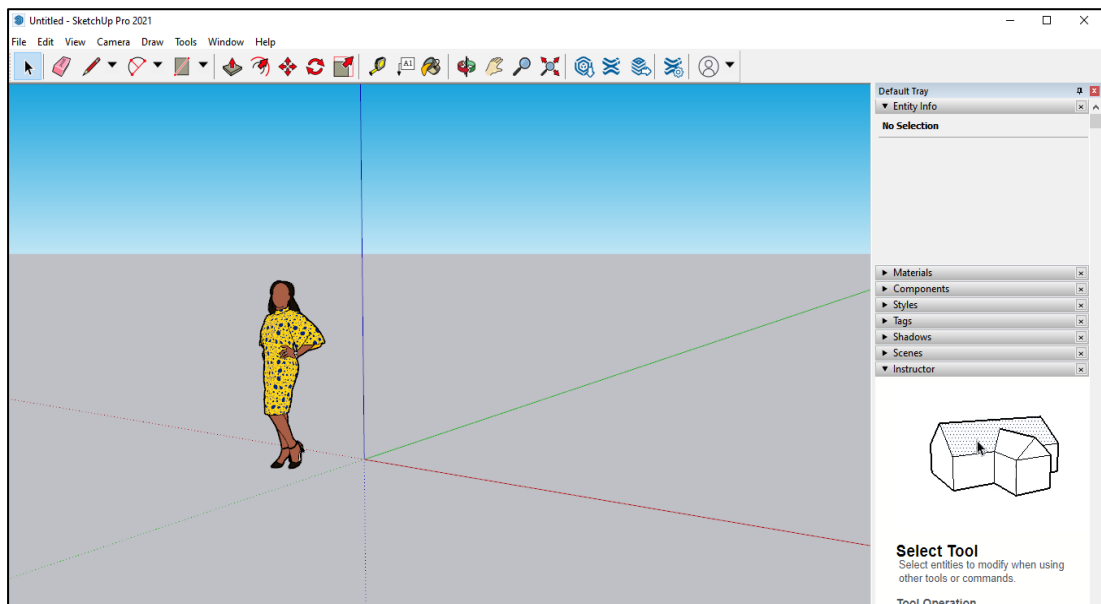 Untitled - SketchUp Pro 2021
File Edit View Camera Draw Tools Window Help
A1
Default Tray
Entity Info
No Selection
Materials
Components
Styles
Tags
Shadows
Scenes
Instructor
Select Tool
Select entities to modify when using
other tools or commands.
Tool Operation